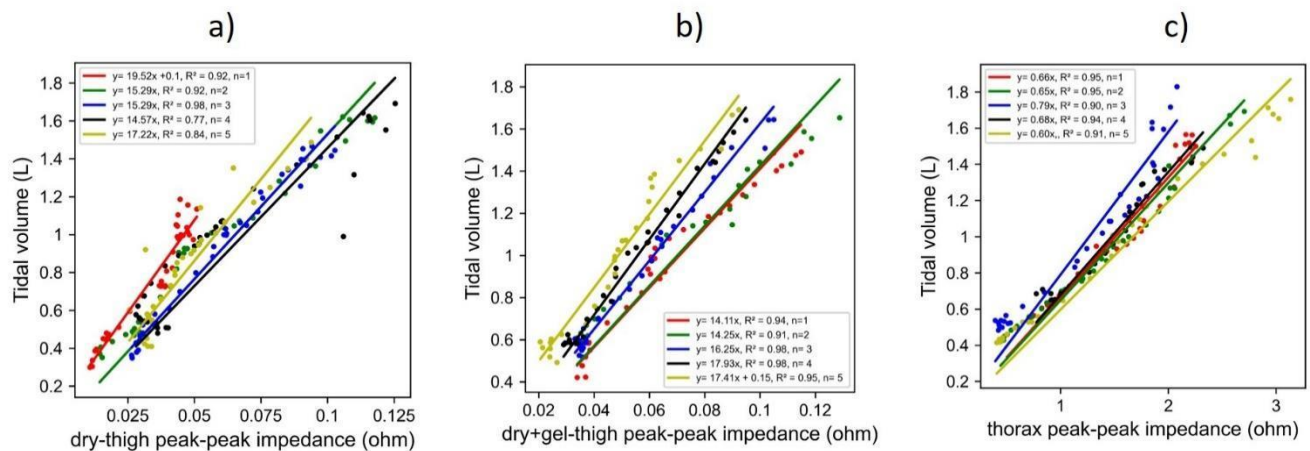 a)
b)
c)
y= 19.52x +0.1, R² = 0.92, n=1
y= 15.29x, R² = 0.92, n=2
y= 15.29x, R² = 0.98, n= 3
y= 14.57x, R² = 0.77, n= 4
y= 17.22x, R² = 0.84, n= 5
Tidal volume (L)
1.8
1.6
1.4
1.2
1.0
0.8
0.6
0.4
0.2
0.025
0.05
0.075
0.1
0.125
dry-thigh peak-peak impedance (ohm)
y= 14.11x, R² = 0.94, n=1
y= 14.25x, R² = 0.91, n=2
y= 16.25x, R² = 0.98, n= 3
y= 17.93x, R² = 0.98, n= 4
y= 17.41x + 0.15, R² = 0.95, n= 5
Tidal volume (L)
1.8
1.6
1.4
1.2
1.0
0.8
0.6
0.4
0.02
0.04
0.06
0.08
0.1
0.12
dry+gel-thigh peak-peak impedance (ohm)
y= 0.66x, R² = 0.95, n=1
y= 0.65x, R² = 0.95, n=2
y= 0.79x, R² = 0.90, n= 3
y= 0.68x, R² = 0.94, n= 4
y= 0.60x,, R² = 0.91, n= 5
Tidal volume (L)
1.8
1.6
1.4
1.2
1.0
0.8
0.6
0.4
0.2
1
2
3
thorax peak-peak impedance (ohm)